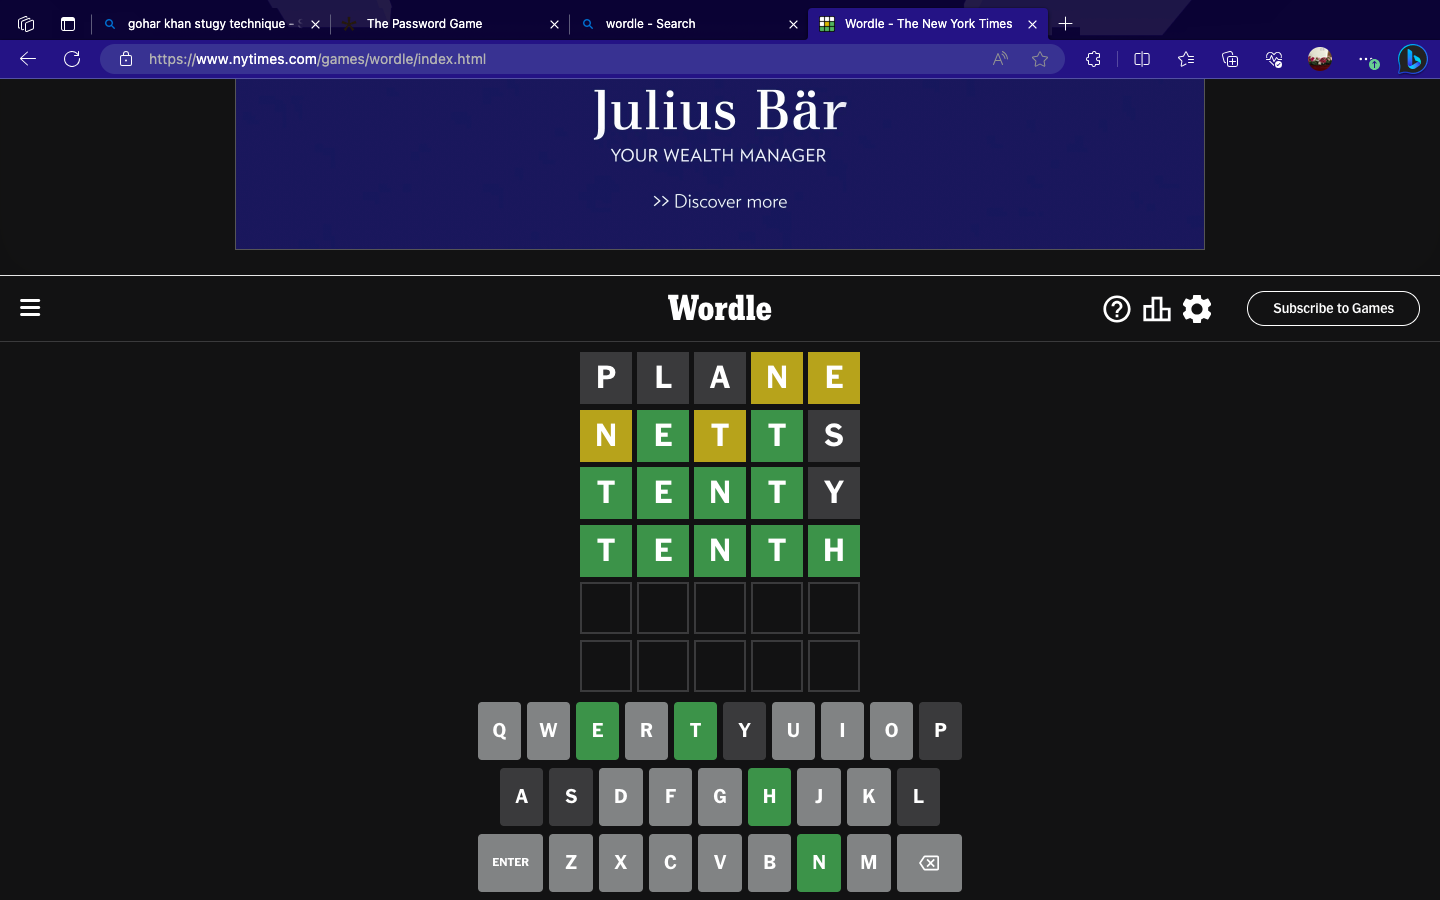 gohar khan stugy technique -
The Password Game
wordle - Search
Wordle - The New York Times
https://www.nytimes.com/games/wordle/index.html
Julius Bär
YOUR WEALTH MANAGER
>> Discover more
Wordle
Subscribe to Games
P L A N E
N E T T S
T E N T Y
T E N T H
Q W E R T Y U I O P
A S D F G H J K L
ENTER Z X C V B N M